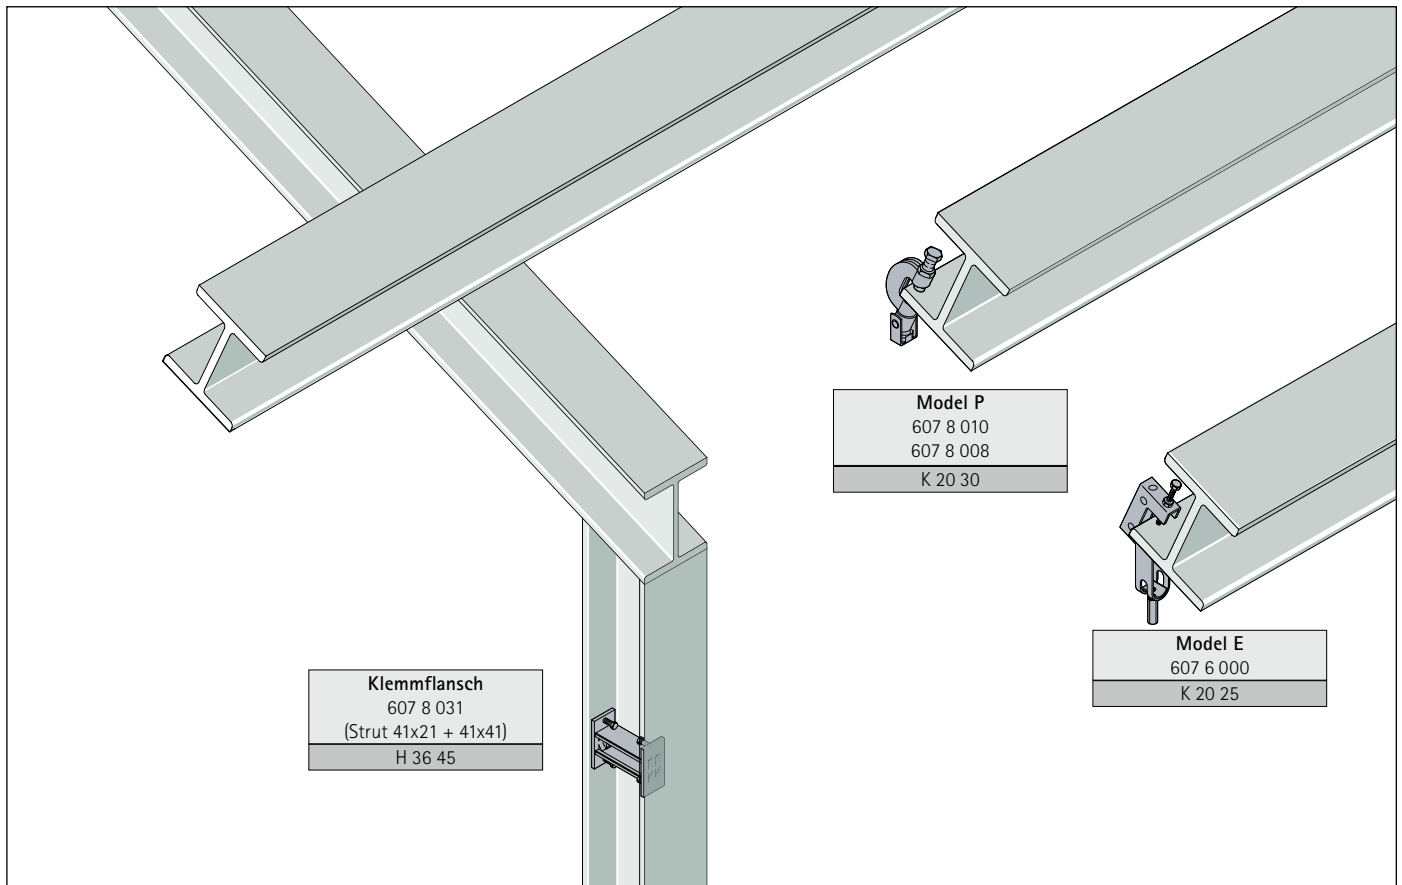 Model P
607 8 010
607 8 008
K 20 30
Model E
607 6 000
K 20 25
Klemmflansch
607 8 031
(Strut 41x21 + 41x41)
H 36 45